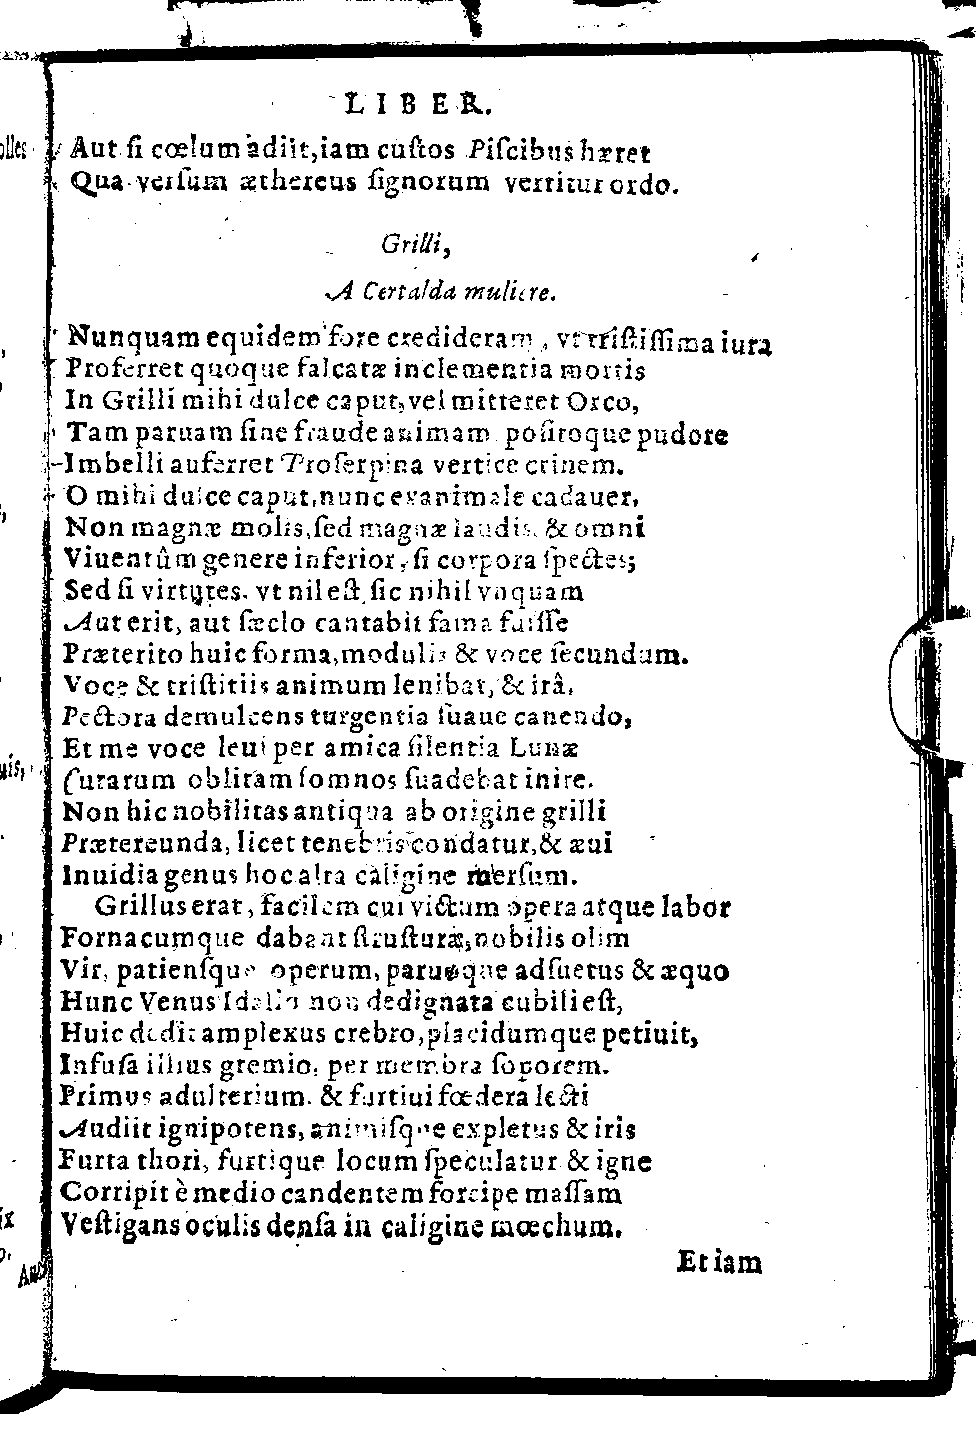 LIBER.
Aut ſi cœlum adiit, iam cuſtos Piſcibus hæret
Qua verſum æthereus ſignorum vertitur ordo.
Grilli,
A Certalda muliere.
Nunquam equidem fore credideram, vt triſtiſſima iura
Proferret quoque falcatæ inclementia mortis
In Grilli mihi dulce caput, vel mitteret Orco,
Tam paruam ſine fraude animam poſitoque pudore
Imbelli auferret Proſerpina vertice crinem.
O mihi dulce caput, nunc exanimale cadauer,
Non magnæ molis, ſed magnæ laudis, & omni
Viuentûm genere inferior, ſi corpora ſpectes;
Sed ſi virtutes. vt nil eſt ſic nihil vnquam
Aut erit, aut ſæclo cantabit fama fuiſſe
Præterito huic forma, modulis & voce ſecundum.
Voce & triſtitiis animum lenibat, & irâ,
Pectora demulcens turgentia ſuaue canendo,
Et me voce leui per amica ſilentia Lunæ
Curarum oblitam ſomnos ſuadebat inire.
Non hic nobilitas antiqua ab origine grilli
Prætereunda, licet tenebris condatur, & æui
Inuidia genus hoc alta caligine merſum.
Grillus erat, facilem cui victum opera atque labor
Fornacumque dabant ſtructuræ, nobilis olim
Vir, patienſque operum, paruoque adſuetus & æquo
Hunc Venus Idalio non dedignata cubili eſt,
Huic dedit amplexus crebro, placidumque petiuit,
Infuſa illius gremio, per membra ſoporem.
Primus adulterium. & furtiui fœdera lecti
Audiit ignipotens, animiſque expletus & iris
Furta thori, furtique locum ſpeculatur & igne
Corripit è medio candentem forcipe maſſam
Veſtigans oculis denſa in caligine mœchum.
Et iam